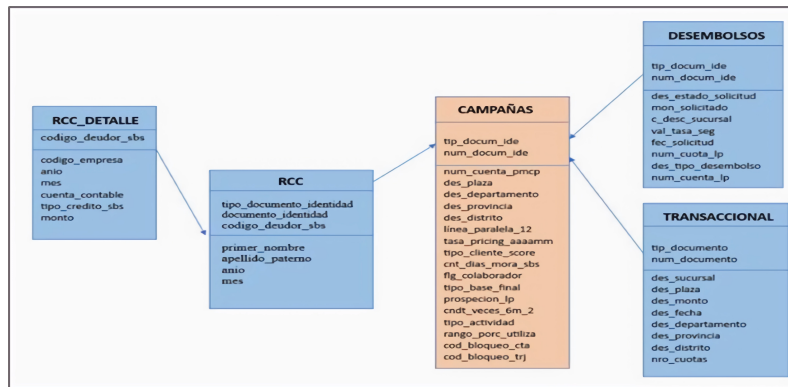 RCC_DETALLE
codigo_deudor_sbs
codigo_empresa
anio
mes
cuenta_contable
tipo_credito_sbs
monto
RCC
tipo_documento_identidad
documento_identidad
codigo_deudor_sbs
primer_nombre
apellido_paterno
anio
mes
CAMPAÑAS
tip_docum_ide
num_docum_ide
num_cuenta_pmcp
des_plaza
des_departamento
des_provincia
des_distrito
línea_paralela_12
tasa_pricing_aaaamm
tipo_cliente_score
cnt_dias_mora_sbs
flg_colaborador
tipo_base_final
prospecion_lp
cndt_veces_6m_2
tipo_actividad
rango_porc_utiliza
cod_bloqueo_cta
cod_bloqueo_trj
DESEMBOLSOS
tip_docum_ide
num_docum_ide
des_estado_solicitud
mon_solicitado
c_desc_sucursal
val_tasa_seg
fec_solicitud
num_cuota_lp
des_tipo_desembolso
num_cuenta_lp
TRANSACCIONAL
tip_documento
num_documento
des_sucursal
des_plaza
des_monto
des_fecha
des_departamento
des_provincia
des_distrito
nro_cuotas